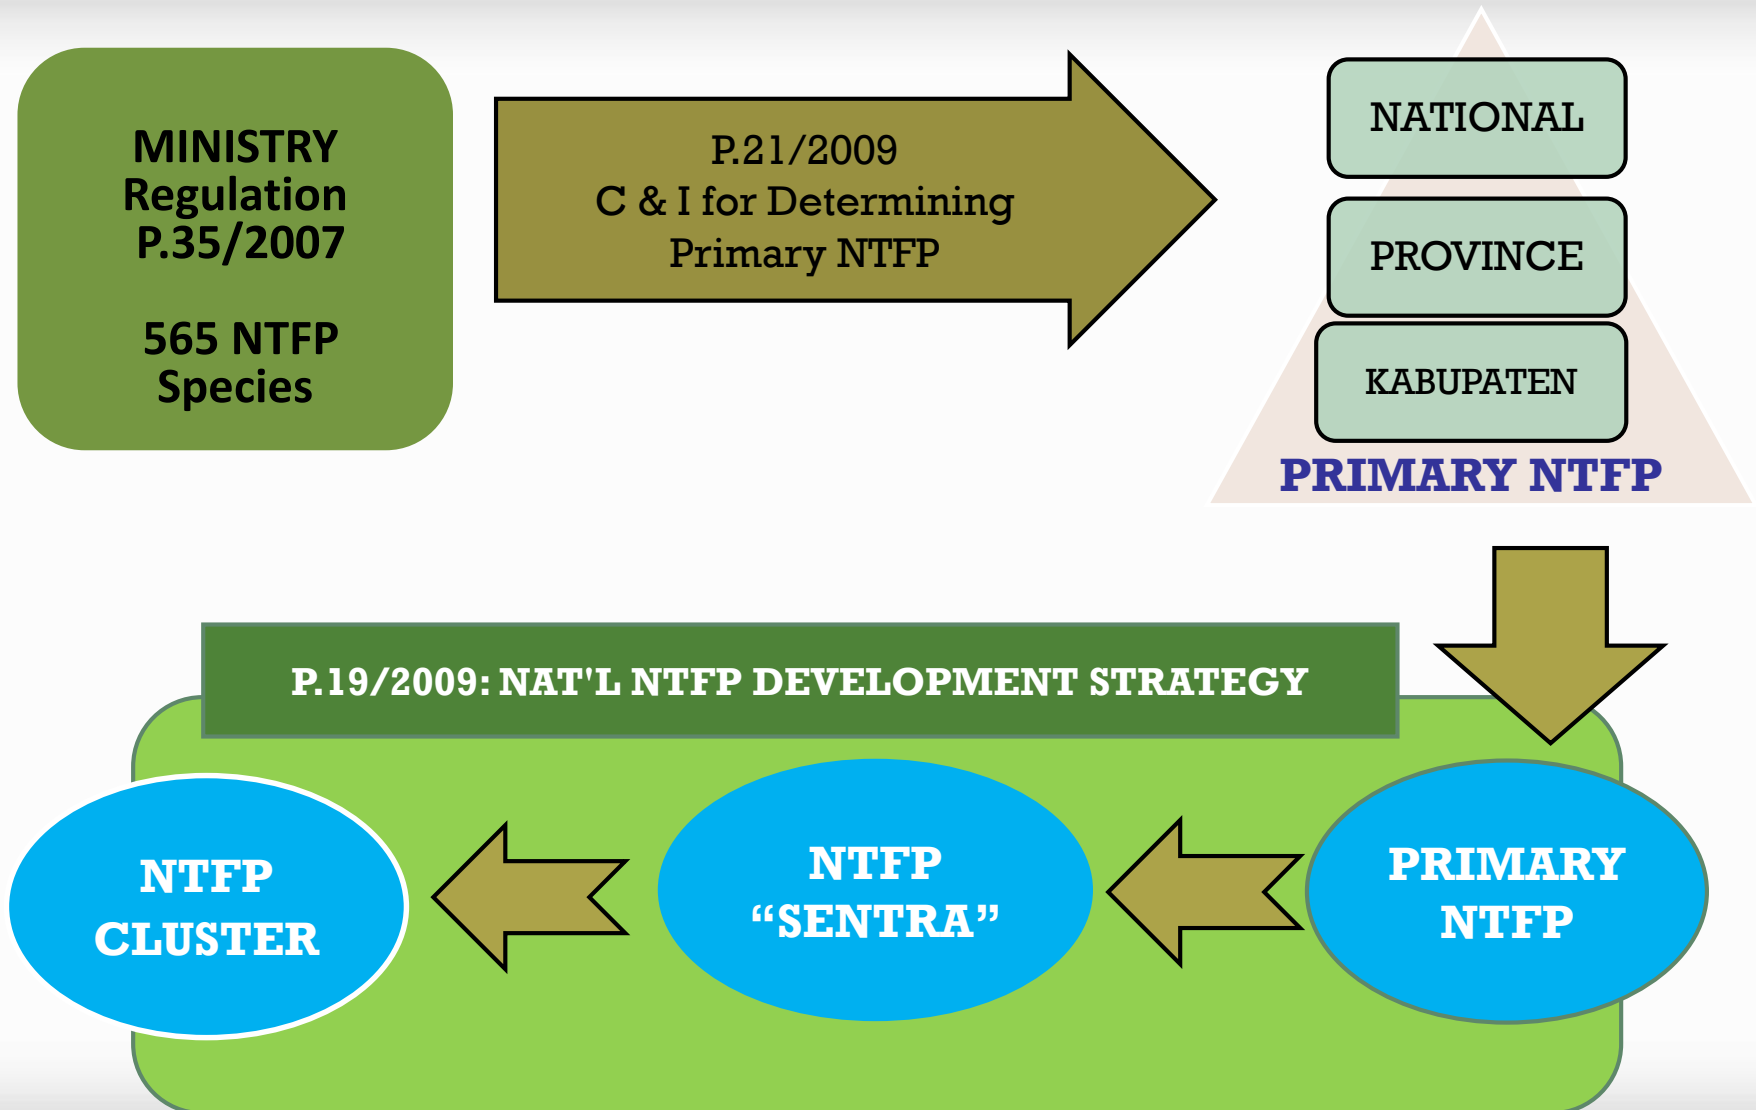 MINISTRY
Regulation
P.35/2007
565 NTFP
Species
P.21/2009
C & I for Determining
Primary NTFP
NATIONAL
PROVINCE
KABUPATEN
PRIMARY NTFP
P.19/2009: NAT'L NTFP DEVELOPMENT STRATEGY
NTFP
CLUSTER
NTFP
“SENTRA”
PRIMARY
NTFP